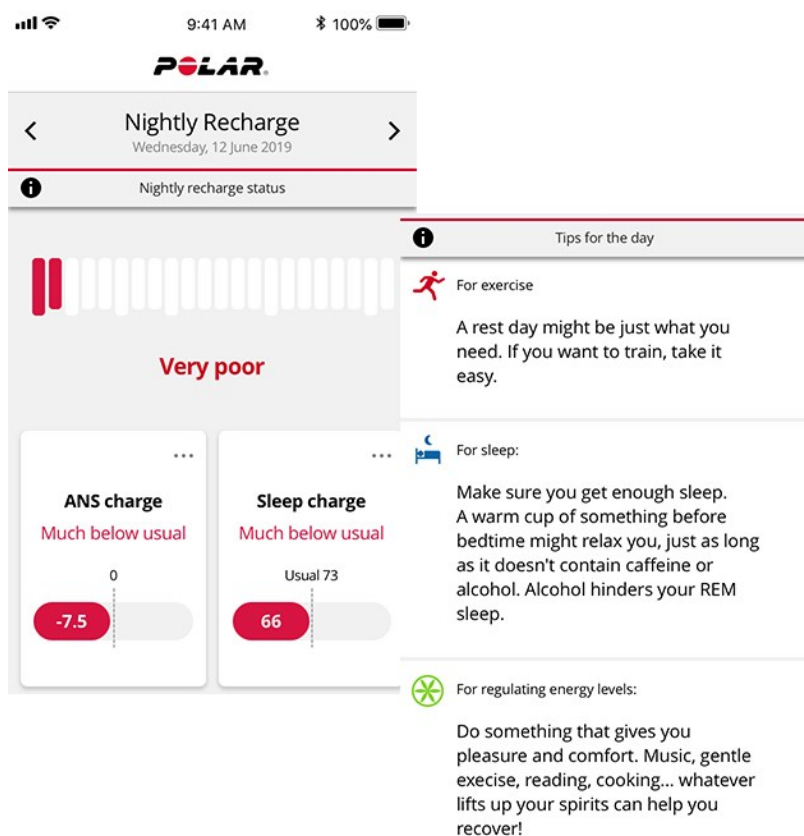 9:41 AM
100%
POLAR
Nightly Recharge
Wednesday, 12 June 2019
Nightly recharge status
Very poor
ANS charge
Much below usual
0
-7.5
Sleep charge
Much below usual
Usual 73
66
Tips for the day
For exercise
A rest day might be just what you
need. If you want to train, take it
easy.
For sleep:
Make sure you get enough sleep.
A warm cup of something before
bedtime might relax you, just as long
as it doesn't contain caffeine or
alcohol. Alcohol hinders your REM
sleep.
For regulating energy levels:
Do something that gives you
pleasure and comfort. Music, gentle
execise, reading, cooking... whatever
lifts up your spirits can help you
recover!